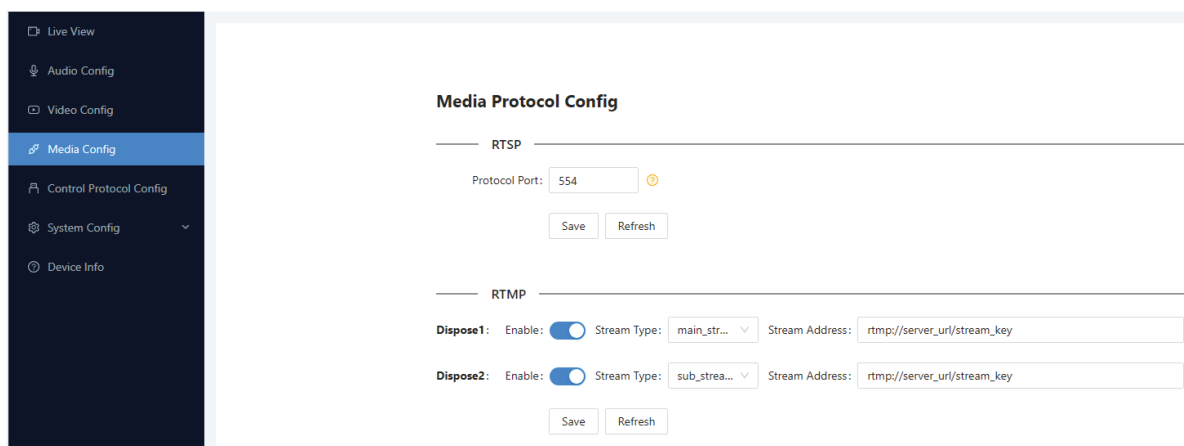 Live View
Audio Config
Video Config
Media Config
Control Protocol Config
System Config
Device Info
Media Protocol Config
RTSP
Protocol Port: 554
Save Refresh
RTMP
Dispose1: Enable: Stream Type: main_str... Stream Address: rtmp://server_url/stream_key
Dispose2: Enable: Stream Type: sub_strea... Stream Address: rtmp://server_url/stream_key
Save Refresh